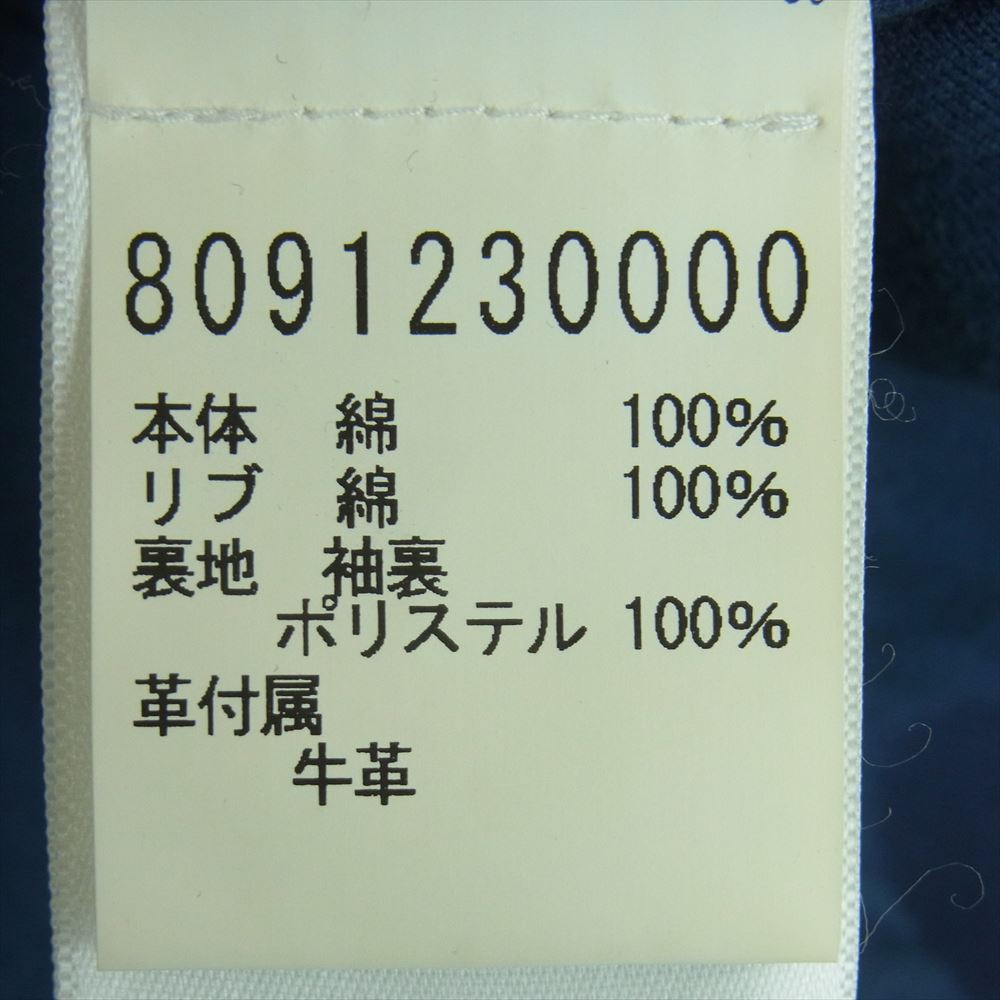 8091230000
本体 綿 100%
リブ 綿 100%
裏地 袖裏
ポリステル 100%
革付属
牛革